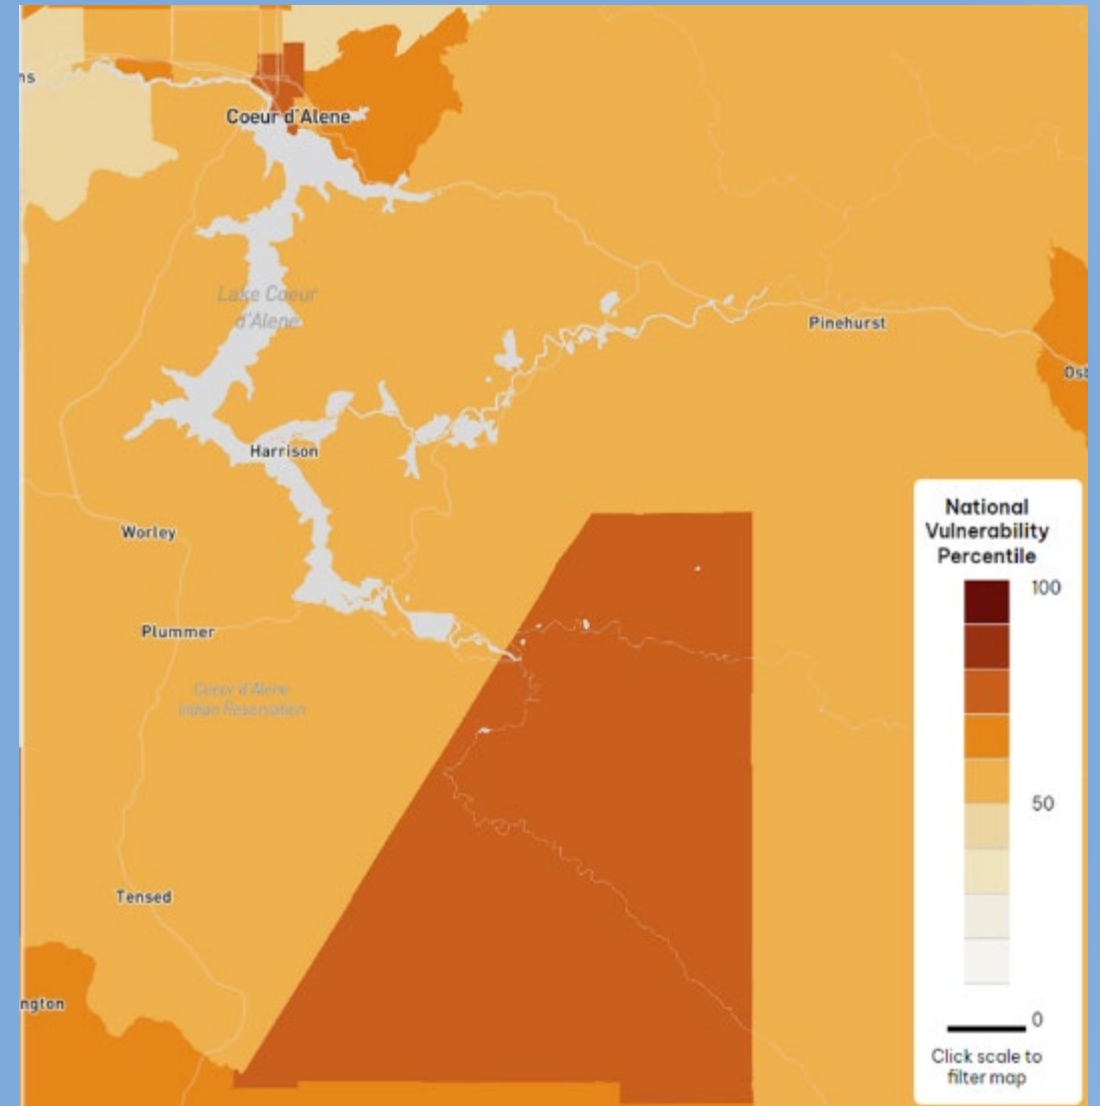 ns
Coeur d'Alene
Lake Coeur
d'Alene
Pinehurst
Ost
Harrison
Worley
Plummer
Coeur d'Alene
Indian Reservation
Tensed
ngton
National
Vulnerability
Percentile
100
50
0
Click scale to
filter map